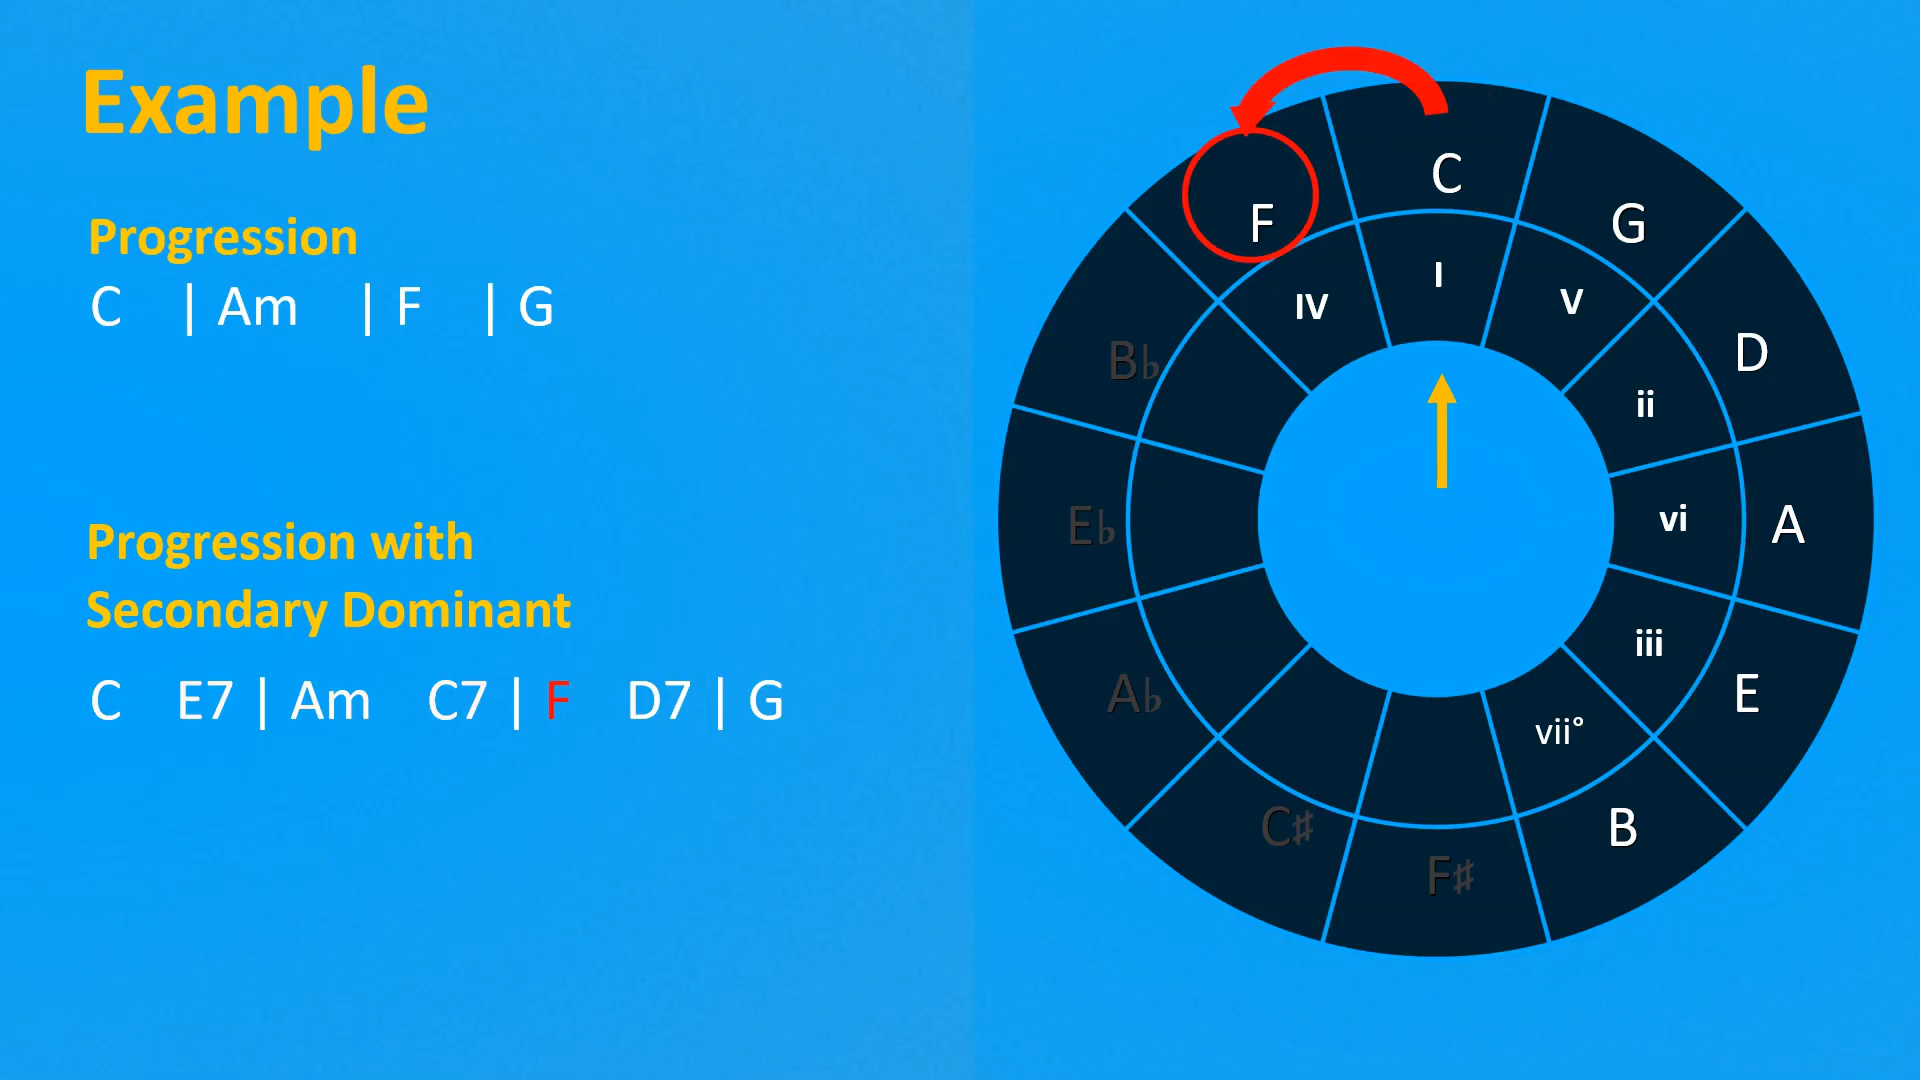 Example
Progression
C | Am | F | G
Progression with
Secondary Dominant
C E7 | Am C7 | F D7 | G
C
G
D
A
E
B
F♯
C♯
A♭
E♭
B♭
F
I
V
ii
vi
iii
vii°
IV